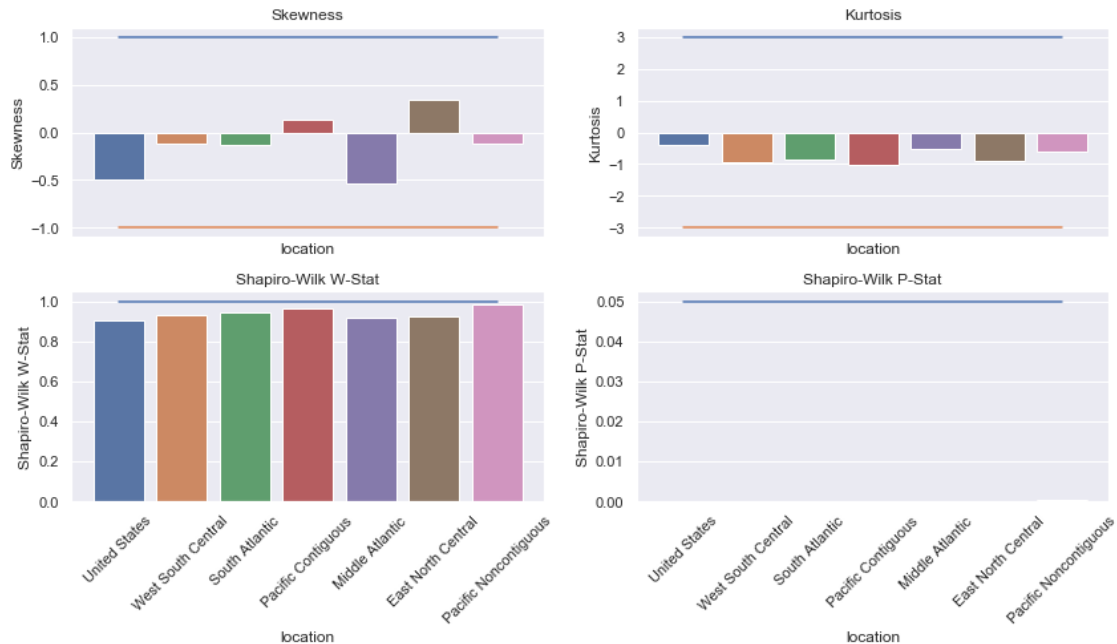 Skewness
1.0
0.5
0.0
−0.5
−1.0
Skewness
location
Kurtosis
3
2
1
0
−1
−2
−3
Kurtosis
location
Shapiro-Wilk W-Stat
1.0
0.8
0.6
0.4
0.2
0.0
Shapiro-Wilk W-Stat
United States
West South Central
South Atlantic
Pacific Contiguous
Middle Atlantic
East North Central
Pacific Noncontiguous
location
Shapiro-Wilk P-Stat
0.05
0.04
0.03
0.02
0.01
0.00
Shapiro-Wilk P-Stat
United States
West South Central
South Atlantic
Pacific Contiguous
Middle Atlantic
East North Central
Pacific Noncontiguous
location